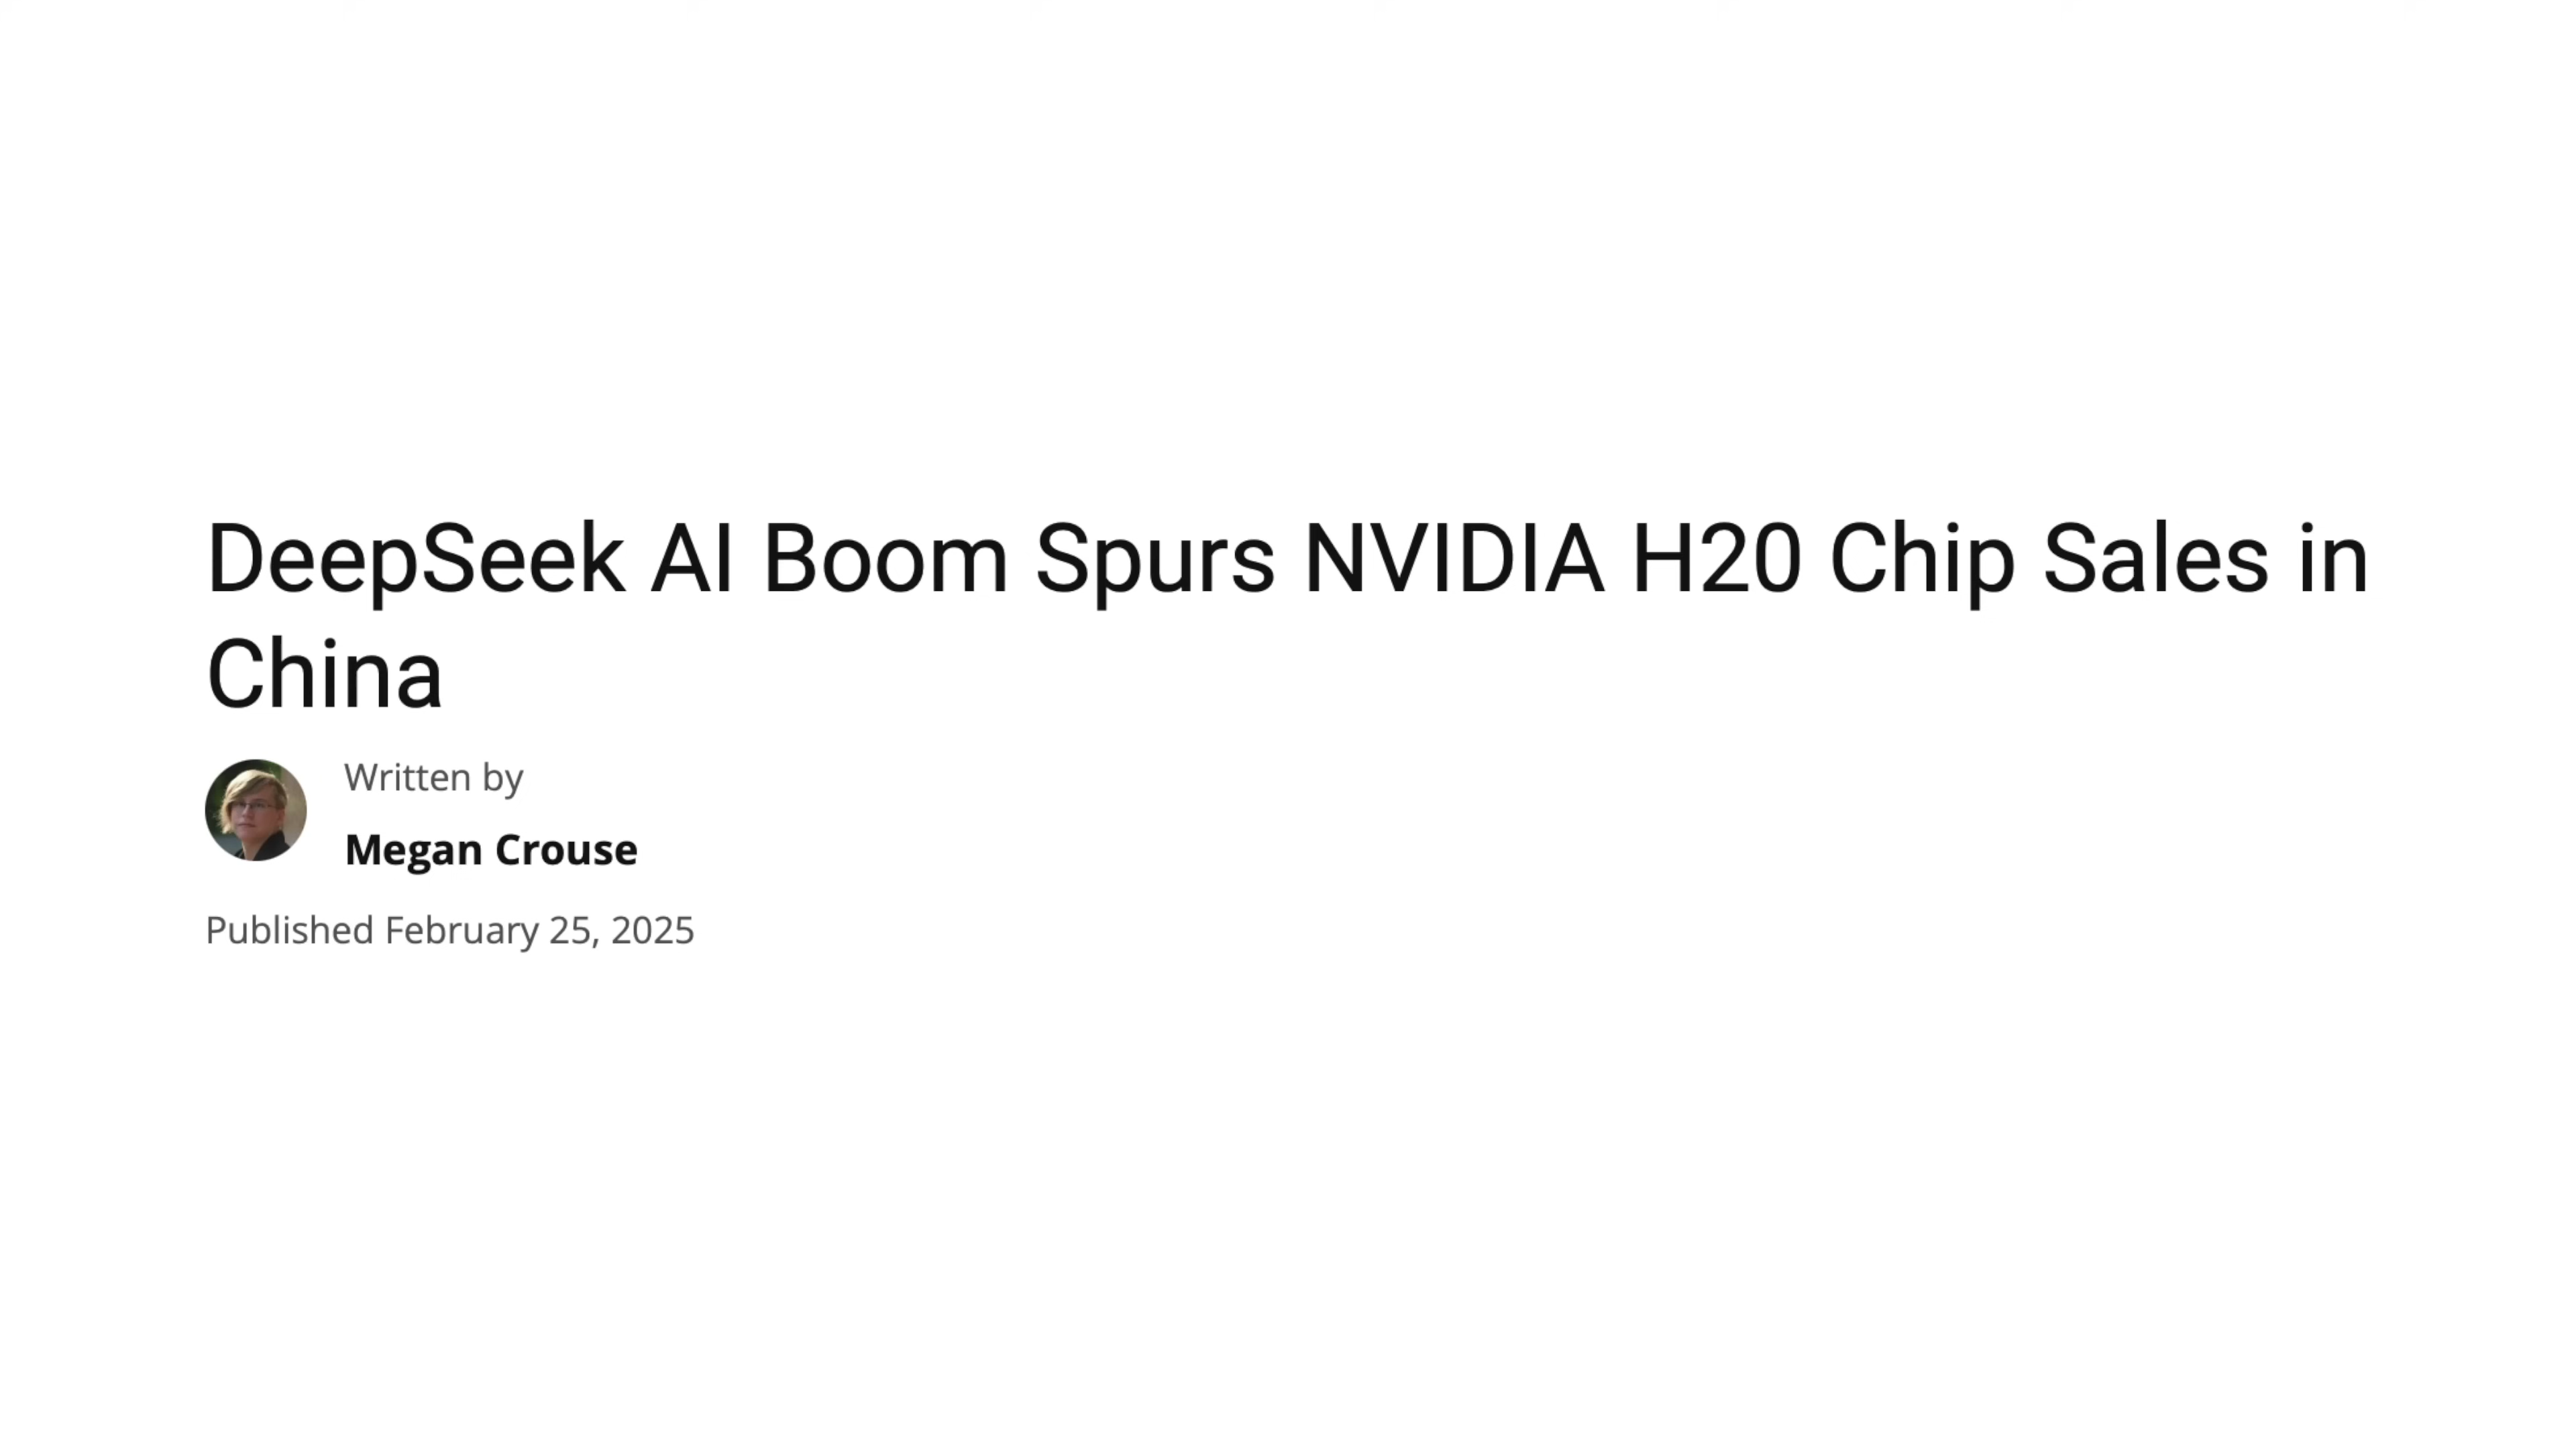 DeepSeek AI Boom Spurs NVIDIA H20 Chip Sales in
China
Written by
Megan Crouse
Published February 25, 2025